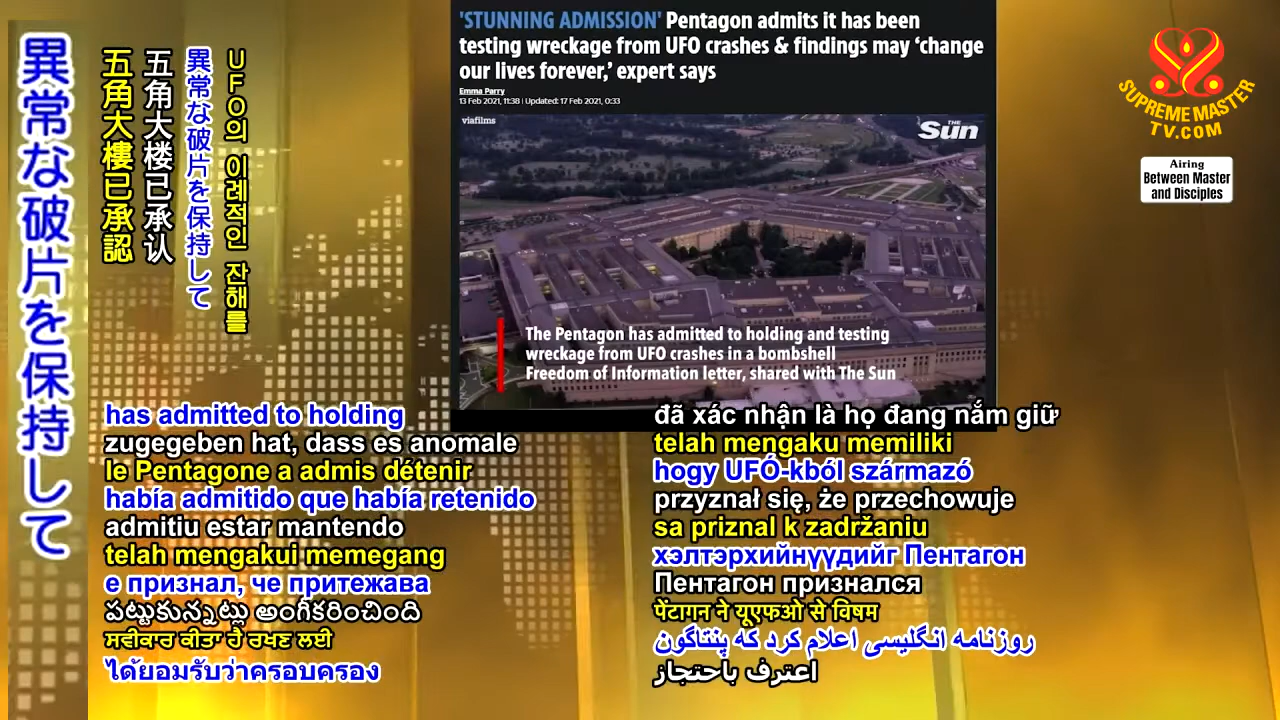 異常な破片を保持して
五角大樓已承認
五角大楼已承认
異常な破片を保持して
UFO의 이례적인 잔해를
'STUNNING ADMISSION' Pentagon admits it has been
testing wreckage from UFO crashes & findings may ‘change
our lives forever,’ expert says
Emma Parry
13 Feb 2021, 11:38 | Updated: 17 Feb 2021, 0:33
viafilms
THE Sun
The Pentagon has admitted to holding and testing
wreckage from UFO crashes in a bombshell
Freedom of Information letter, shared with The Sun
SUPREME MASTER
TV.COM
Airing
Between Master
and Disciples
has admitted to holding
zugegeben hat, dass es anomale
le Pentagone a admis détenir
había admitido que había retenido
admitiu estar mantendo
telah mengakui memegang
е признал, че притежава
పట్టుకున్నట్లు అంగీకరించింది
ਸਵੀਕਾਰ ਕੀਤਾ ਹੈ ਰਖਣ ਲਈ
ได้ยอมรับว่าครอบครอง
đã xác nhận là họ đang nắm giữ
telah mengaku memiliki
hogy UFÓ-kból származó
przyznał się, że przechowuje
sa priznal k zadržaniu
хэлтэрхийнүүдийг Пентагон
Пентагон признался
पेंटागन ने यूएफओ से विषम
روزنامه انگلیسی اعلام کرد که پنتاگون
اعترف باحتجاز